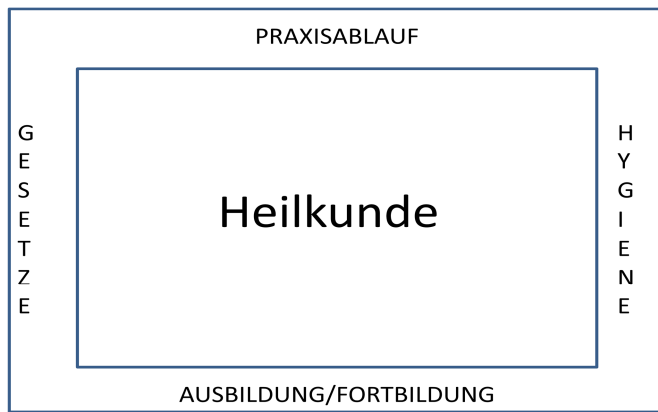 PRAXISABLAUF
GESETZE
Heilkunde
HYGIENE
AUSBILDUNG/FORTBILDUNG